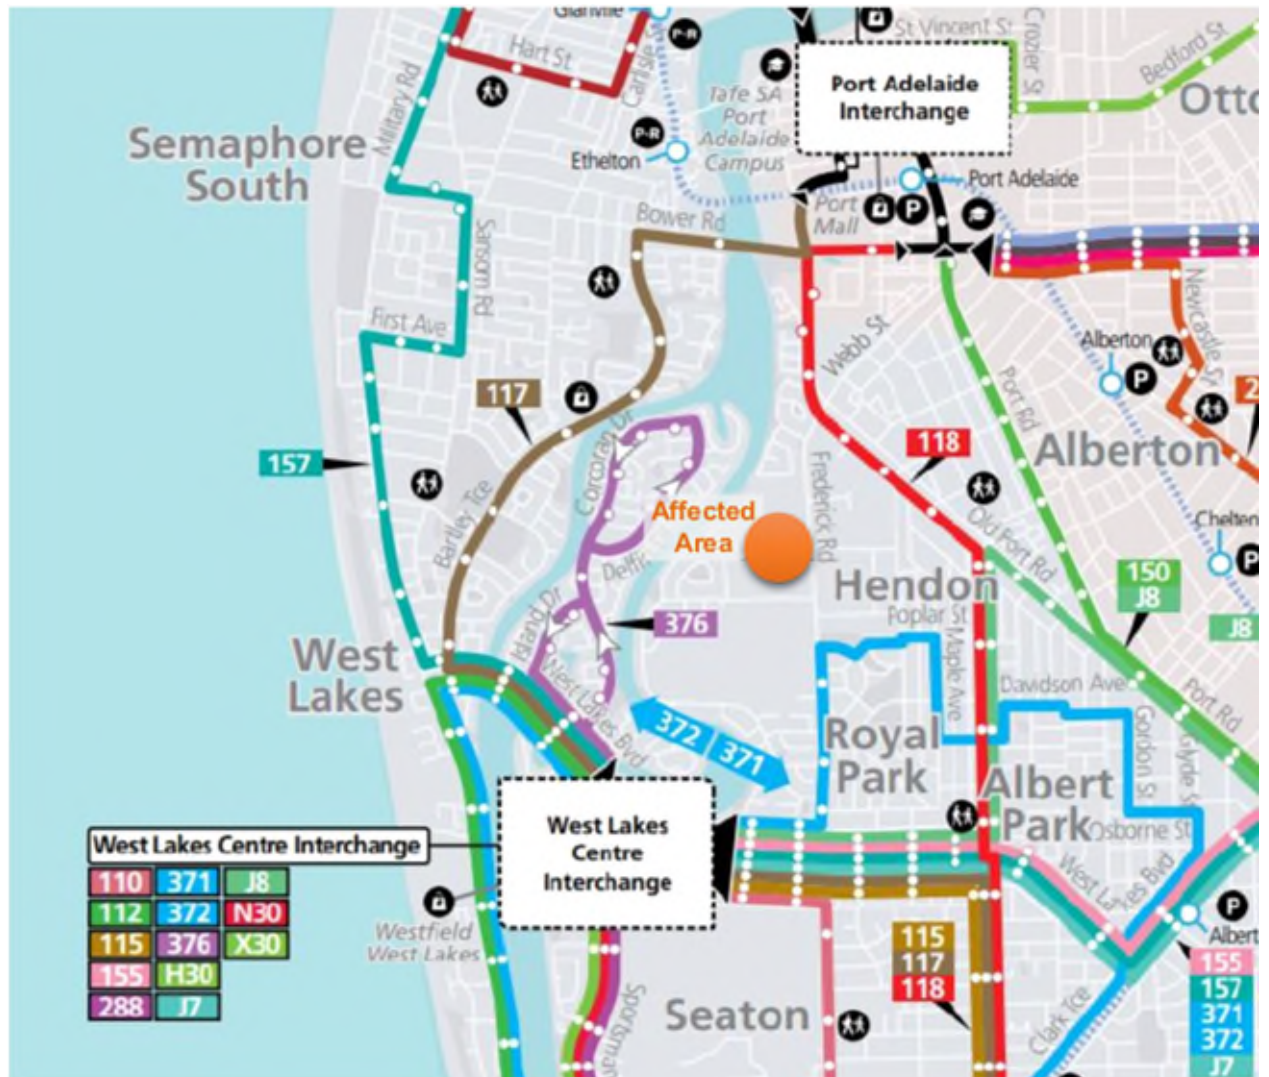 Glanville
P-R
St Vincent St
Crozier St
Bedford St
Hart St
Carlisle St
Military Rd
Port Adelaide
Interchange
Otto
Tafe SA
Port
Adelaide
Campus
P-R
Semaphore
South
Ethelton
Port Adelaide
Port
Mall
P
Bower Rd
Sansom Rd
Newcastle St
First Ave
Webb St
Alberton
P
Port Rd
117
2
Corcoran Dr
118
Alberton
157
Frederick Rd
Bartley Tce
Affected
Area
Old Port Rd
Chelten
P
Delfin
Hendon
150
J8
Island Dr
Poplar St
376
J8
West
Lakes
West Lakes Blvd
Maple Ave
Davidson Ave
Port Rd
372 371
Royal
Park
Gordon St
Clyde St
Albert
Park
Osborne St
West Lakes Blvd
West Lakes
Centre
Interchange
West Lakes Centre Interchange
110 371 J8
112 372 N30
115 376 X30
155 H30
288 J7
Westfield
West Lakes
P
Albert
115
117
118
155
157
371
372
J7
Seaton
Sportsman
Clark Tce